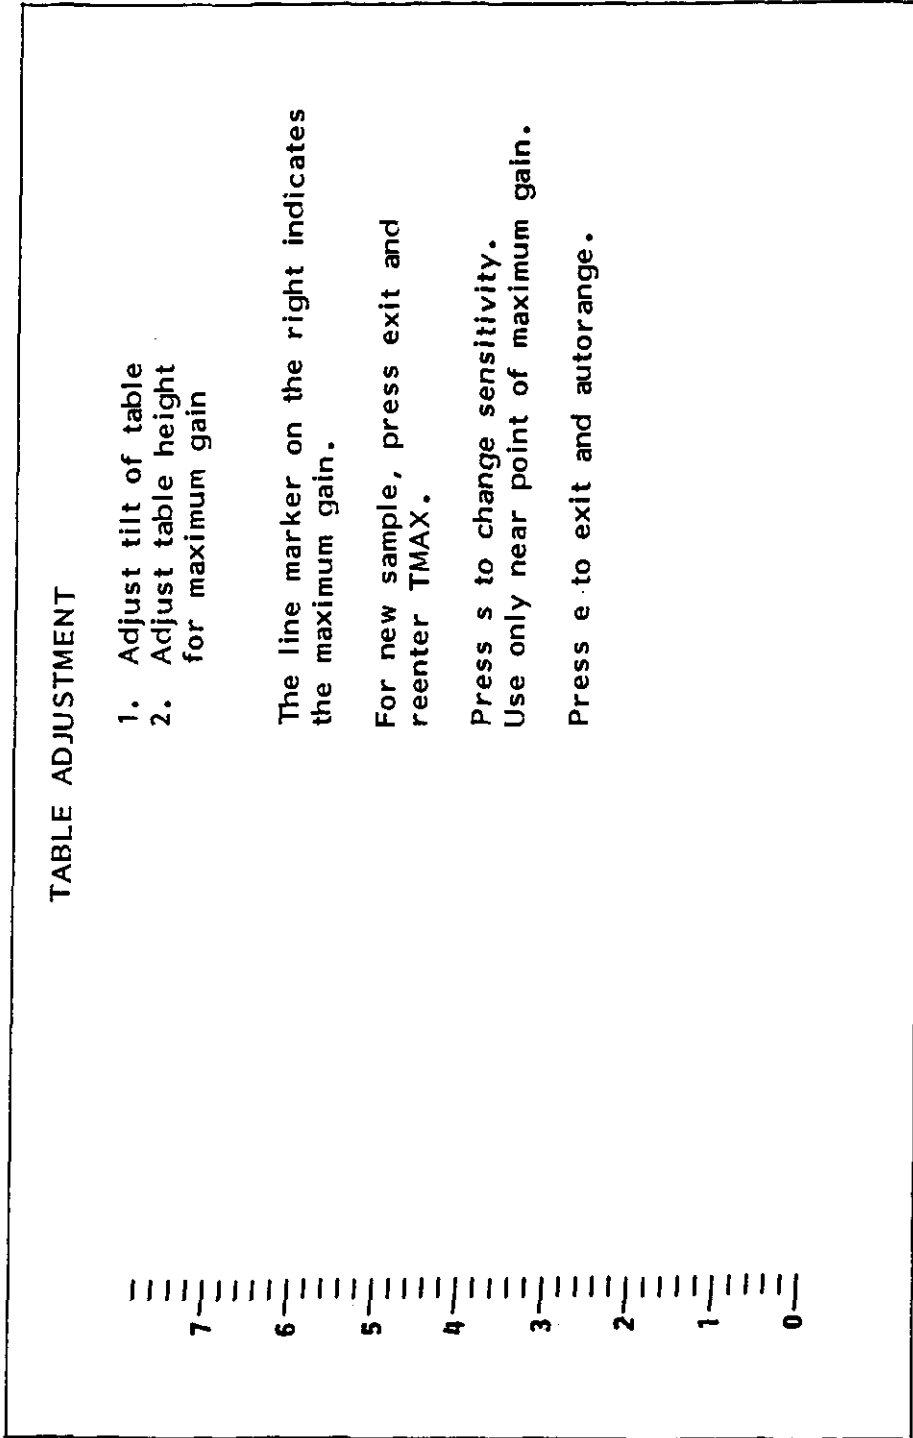 TABLE ADJUSTMENT
1. Adjust tilt of table
2. Adjust table height
for maximum gain
The line marker on the right indicates
the maximum gain.
For new sample, press exit and
reenter TMAX.
Press s to change sensitivity.
Use only near point of maximum gain.
Press e to exit and autorange.
7
6
5
4
3
2
1
0